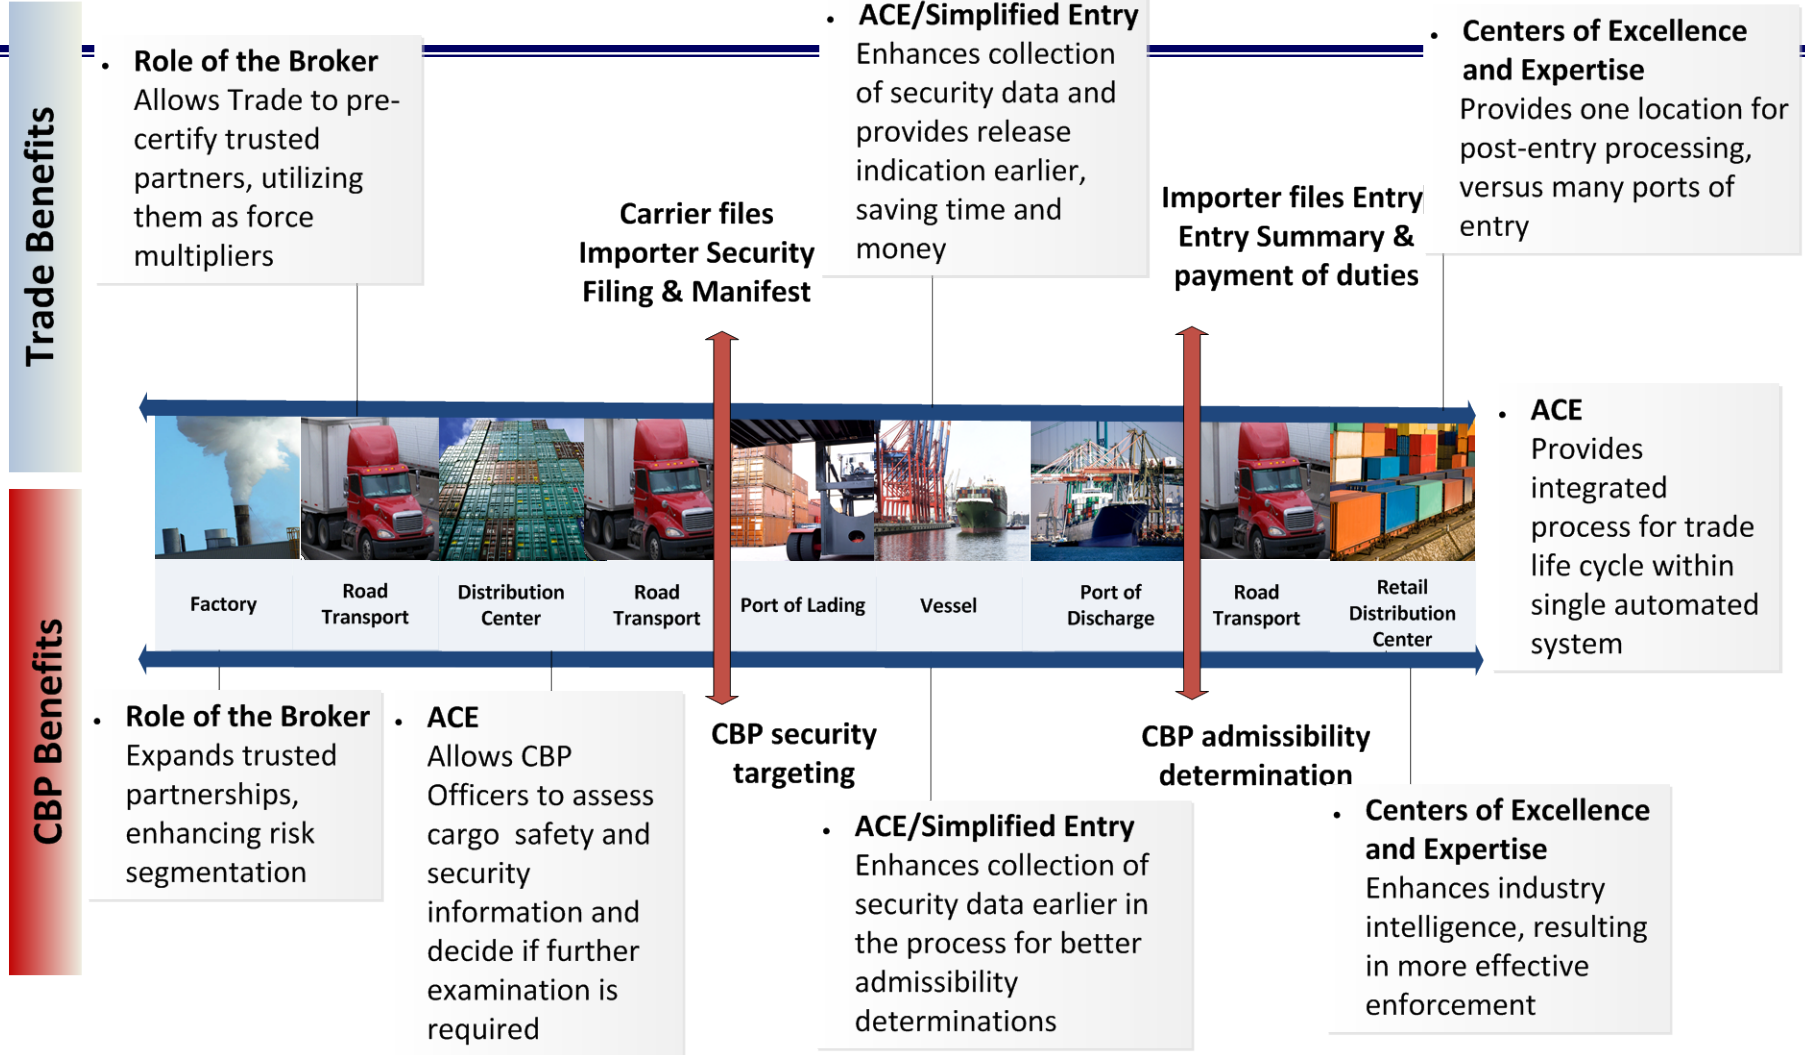 Trade Benefits
• Role of the Broker
Allows Trade to pre-
certify trusted
partners, utilizing
them as force
multipliers
Carrier files
Importer Security
Filing & Manifest
• ACE/Simplified Entry
Enhances collection
of security data and
provides release
indication earlier,
saving time and
money
Importer files Entry
Entry Summary &
payment of duties
• Centers of Excellence
and Expertise
Provides one location for
post-entry processing,
versus many ports of
entry
Factory
Road
Transport
Distribution
Center
Road
Transport
Port of Lading
Vessel
Port of
Discharge
Road
Transport
Retail
Distribution
Center
• ACE
Provides
integrated
process for trade
life cycle within
single automated
system
CBP Benefits
• Role of the Broker
Expands trusted
partnerships,
enhancing risk
segmentation
• ACE
Allows CBP
Officers to assess
cargo  safety and
security
information and
decide if further
examination is
required
CBP security
targeting
• ACE/Simplified Entry
Enhances collection of
security data earlier in
the process for better
admissibility
determinations
CBP admissibility
determination
• Centers of Excellence
and Expertise
Enhances industry
intelligence, resulting
in more effective
enforcement